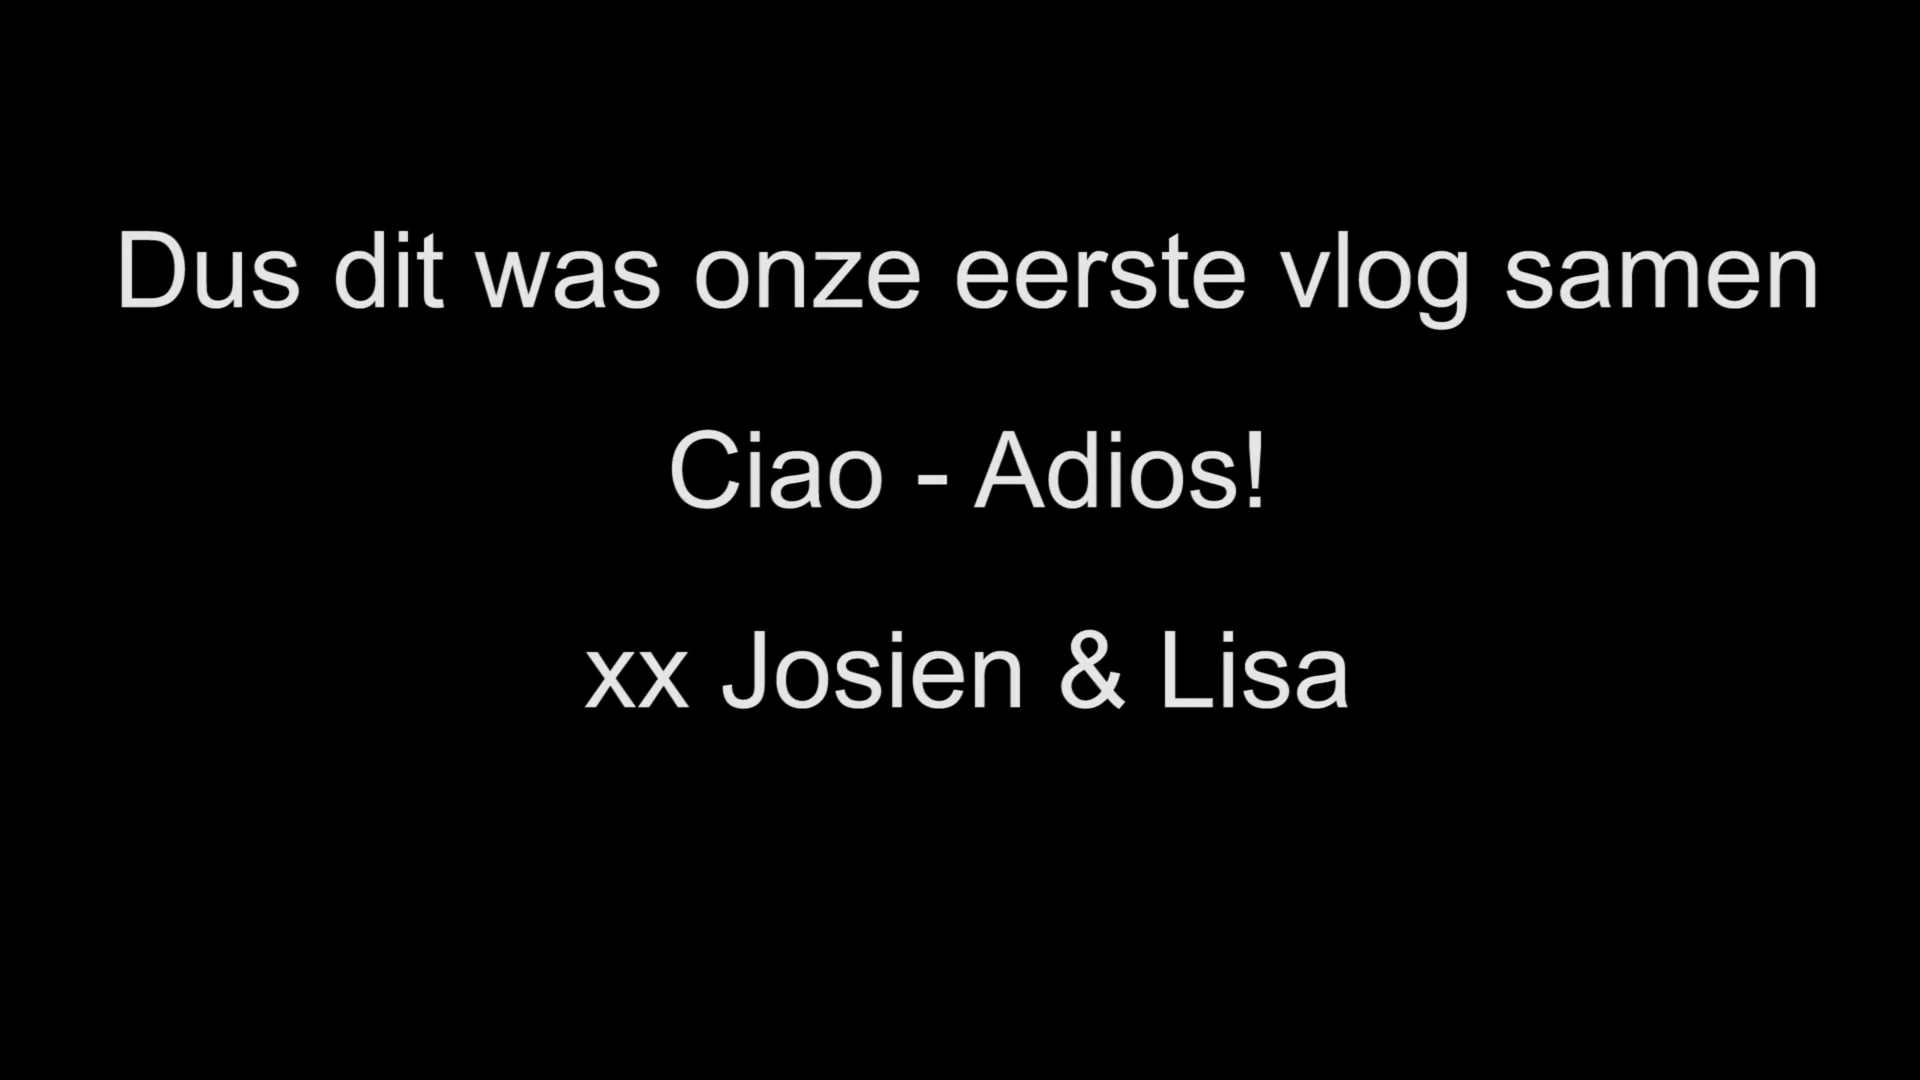 Dus dit was onze eerste vlog samen
Ciao - Adios!
xx Josien & Lisa